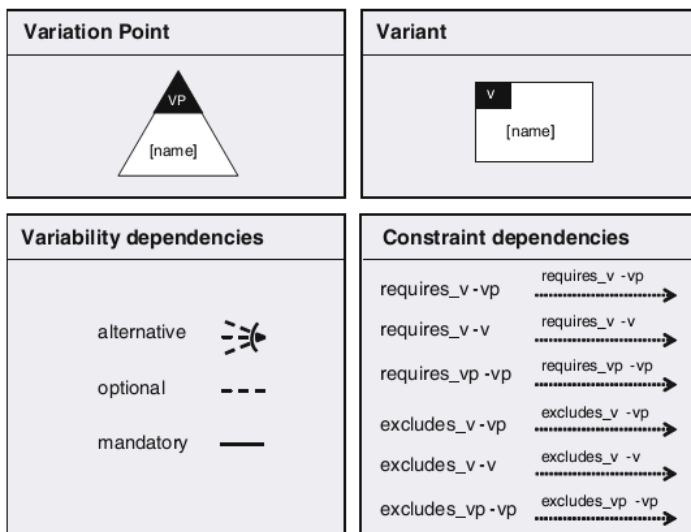 Variation Point
VP
[name]
Variant
V
[name]
Variability dependencies
alternative
optional
mandatory
Constraint dependencies
requires_v -vp requires_v -vp
requires_v - v requires_v - v
requires_vp -vp requires_vp -vp
excludes_v -vp excludes_v -vp
excludes_v - v excludes_v - v
excludes_vp -vp excludes_vp -vp